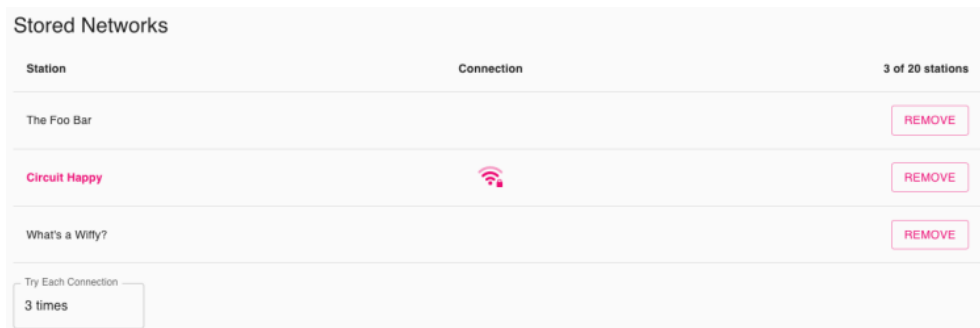 Stored Networks
Station Connection 3 of 20 stations
The Foo Bar REMOVE
Circuit Happy REMOVE
What's a Wiffy? REMOVE
Try Each Connection
3 times